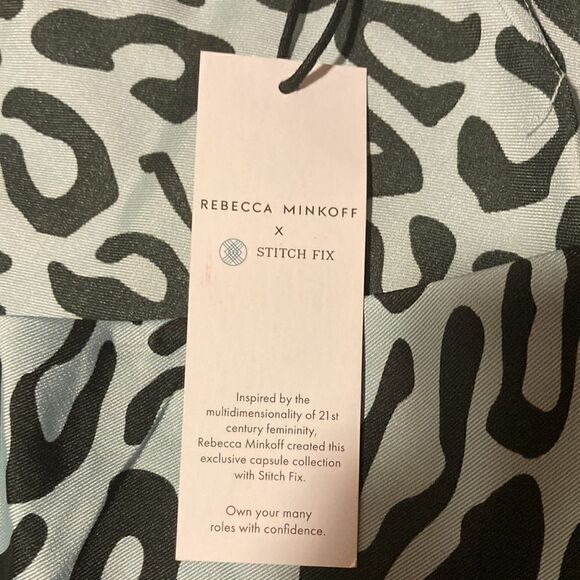 REBECCA MINKOFF
X
STITCH FIX
Inspired by the
multidimensionality of 21st
century femininity,
Rebecca Minkoff created this
exclusive capsule collection
with Stitch Fix.
Own your many
roles with confidence.